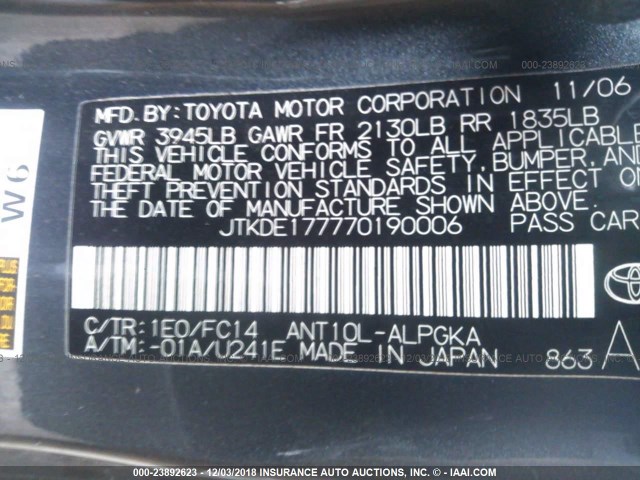 MFD.BY:TOYOTA MOTOR CORPORATION 11/06
GVWR 3945LB GAWR FR 2130LB RR 1835LB
THIS VEHICLE CONFORMS TO ALL APPLICABLE
FEDERAL MOTOR VEHICLE SAFETY, BUMPER, AND
THEFT PREVENTION STANDARDS IN EFFECT ON
THE DATE OF MANUFACTURE SHOWN ABOVE.
JTKDE177770190006 PASS CAR
C/TR:1E0/FC14 ANT10L-ALPGKA
A/TM:-01A/U241E MADE IN JAPAN 863 A
W6
000-23892623 - 12/03/2018 INSURANCE AUTO AUCTIONS, INC. - © - IAAI.COM